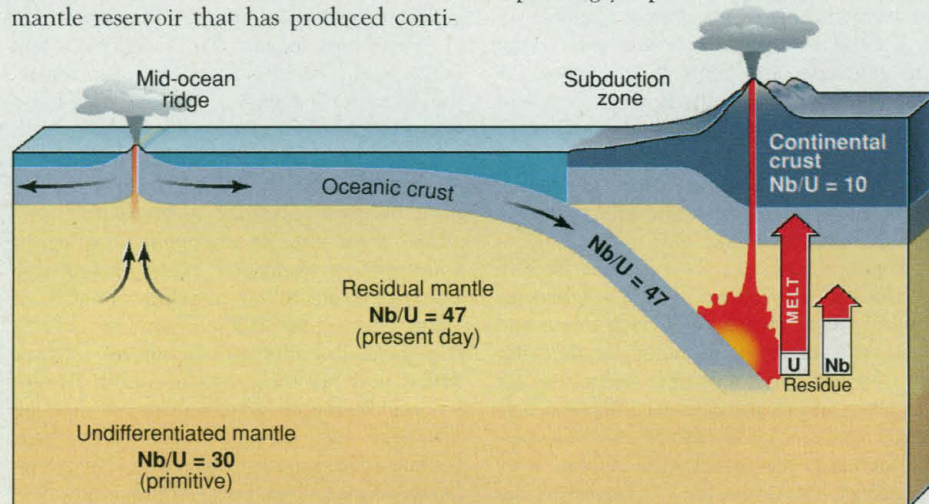 mantle reservoir that has produced conti-
Mid-ocean
ridge
Subduction
zone
Continental
crust
Nb/U = 10
Oceanic crust
Nb/U = 47
Residual mantle
Nb/U = 47
(present day)
MELT
U
Nb
Residue
Undifferentiated mantle
Nb/U = 30
(primitive)